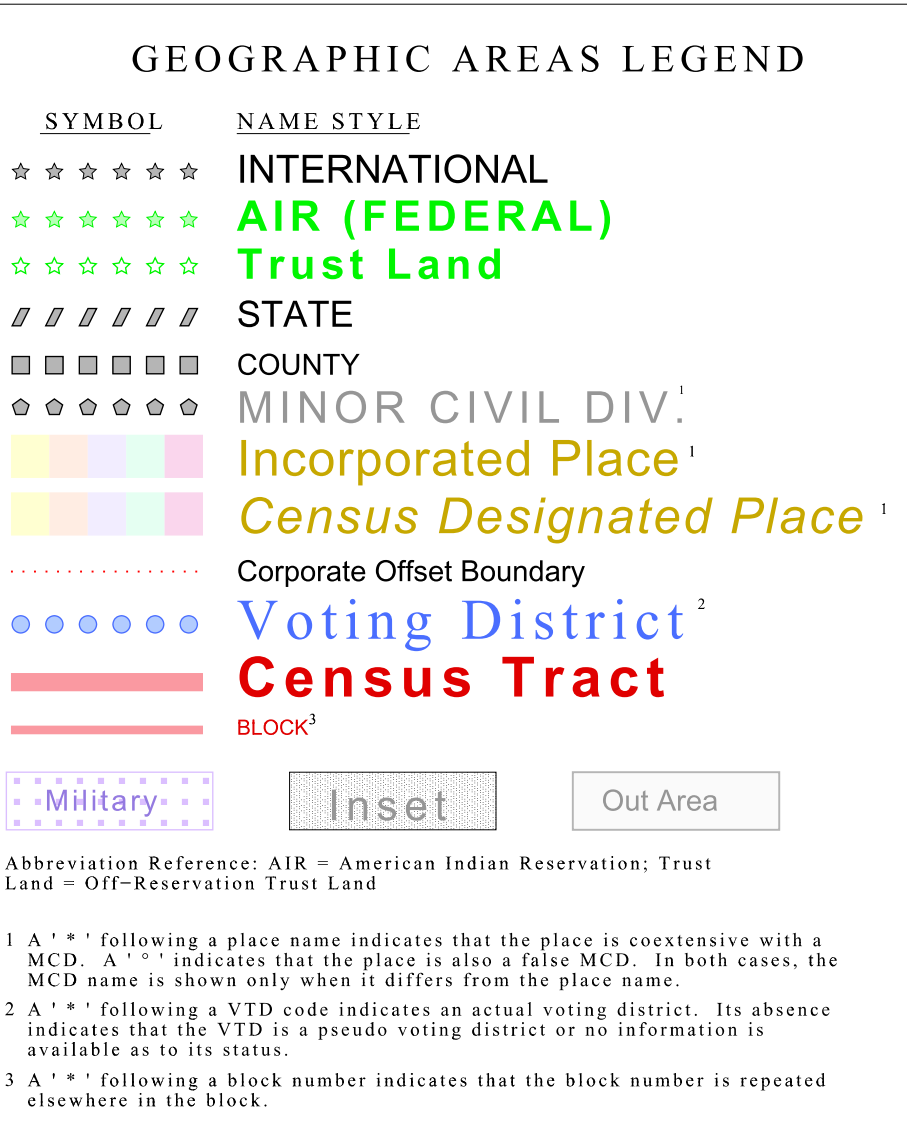 GEOGRAPHIC AREAS LEGEND
SYMBOL NAME STYLE
INTERNATIONAL
AIR (FEDERAL)
Trust Land
STATE
COUNTY
MINOR CIVIL DIV. 1
Incorporated Place 1
Census Designated Place 1
Corporate Offset Boundary
Voting District 2
Census Tract
BLOCK3
Military Inset Out Area
Abbreviation Reference: AIR = American Indian Reservation; Trust
Land = Off−Reservation Trust Land
1 A ' * ' following a place name indicates that the place is coextensive with a
MCD. A ' ° ' indicates that the place is also a false MCD. In both cases, the
MCD name is shown only when it differs from the place name.
2 A ' * ' following a VTD code indicates an actual voting district. Its absence
indicates that the VTD is a pseudo voting district or no information is
available as to its status.
3 A ' * ' following a block number indicates that the block number is repeated
elsewhere in the block.